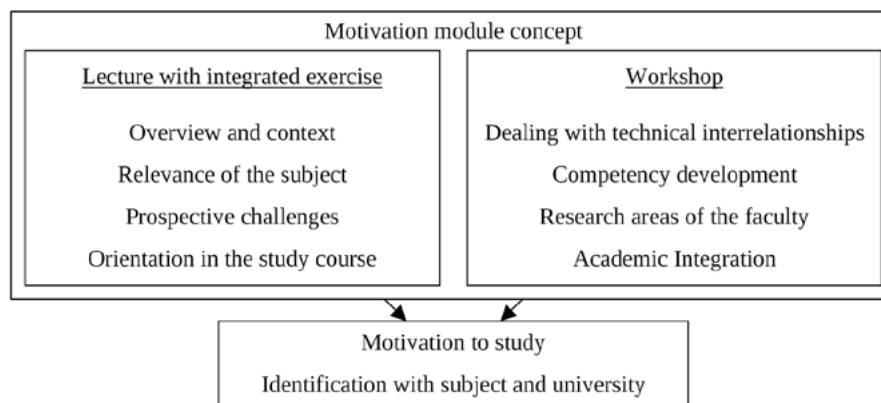 Motivation module concept
Lecture with integrated exercise
Overview and context
Relevance of the subject
Prospective challenges
Orientation in the study course
Workshop
Dealing with technical interrelationships
Competency development
Research areas of the faculty
Academic Integration
Motivation to study
Identification with subject and university